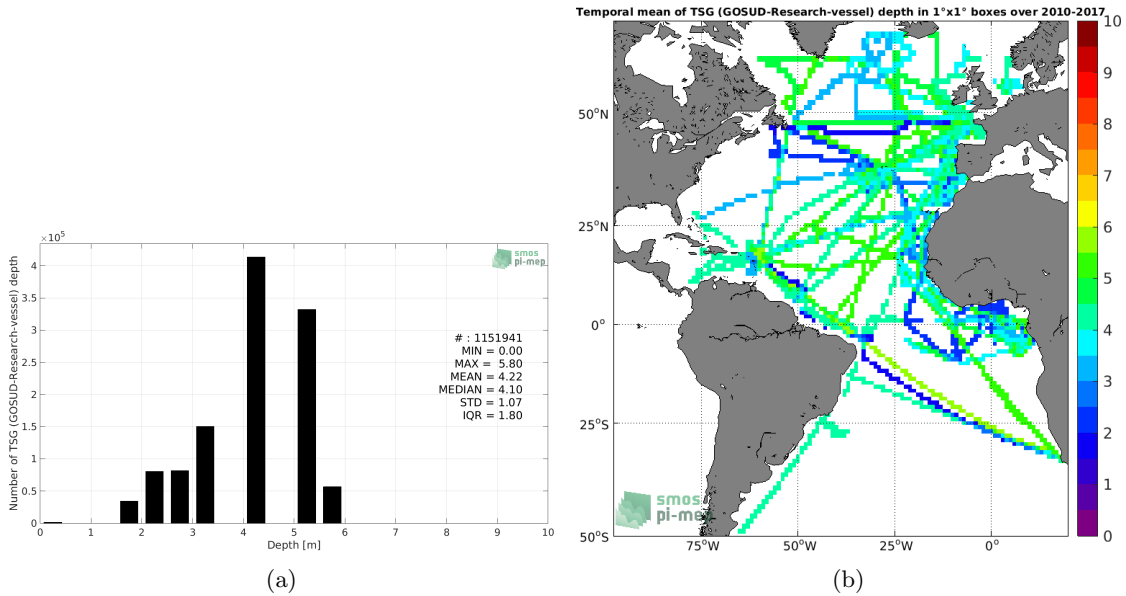 ×10⁵
4
3.5
3
2.5
2
1.5
1
0.5
0
0 1 2 3 4 5 6 7 8 9 10
Number of TSG (GOSUD-Research-vessel) depth
Depth [m]
smos
pi-mep
# : 1151941
MIN = 0.00
MAX = 5.80
MEAN = 4.22
MEDIAN = 4.10
STD = 1.07
IQR = 1.80
(a)
Temporal mean of TSG (GOSUD-Research-vessel) depth in 1°x1° boxes over 2010-2017
50°N
25°N
0°
25°S
50°S
75°W 50°W 25°W 0°
smos
pi-mep
10
9
8
7
6
5
4
3
2
1
0
(b)